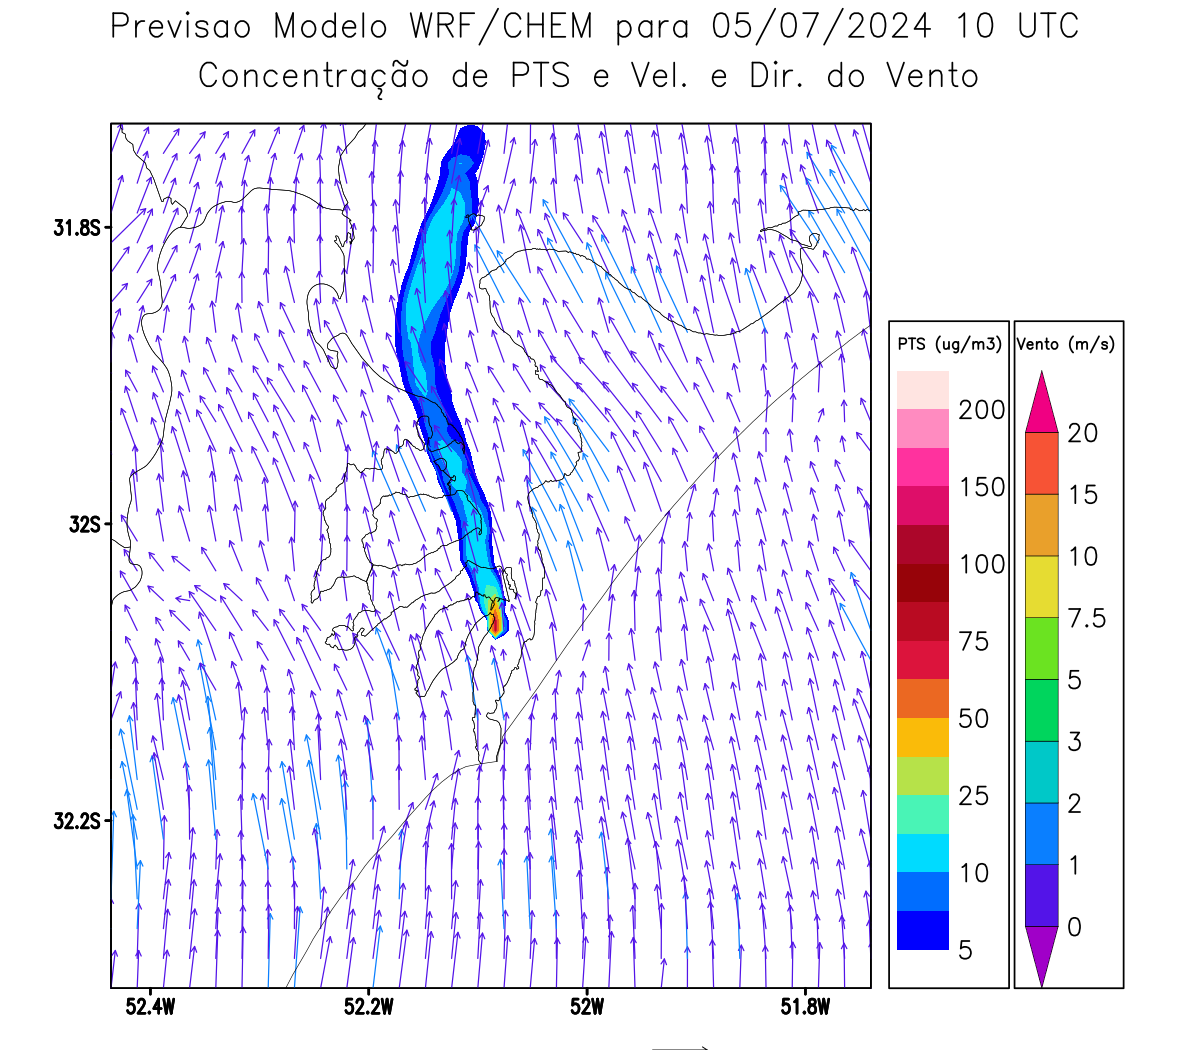 Previsao Modelo WRF/CHEM para 05/07/2024 10 UTC
Concentração de PTS e Vel. e Dir. do Vento
31.8S
32S
32.2S
52.4W
52.2W
52W
51.8W
PTS (ug/m3)
200
150
100
75
50
25
10
5
Vento (m/s)
20
15
10
7.5
5
3
2
1
0